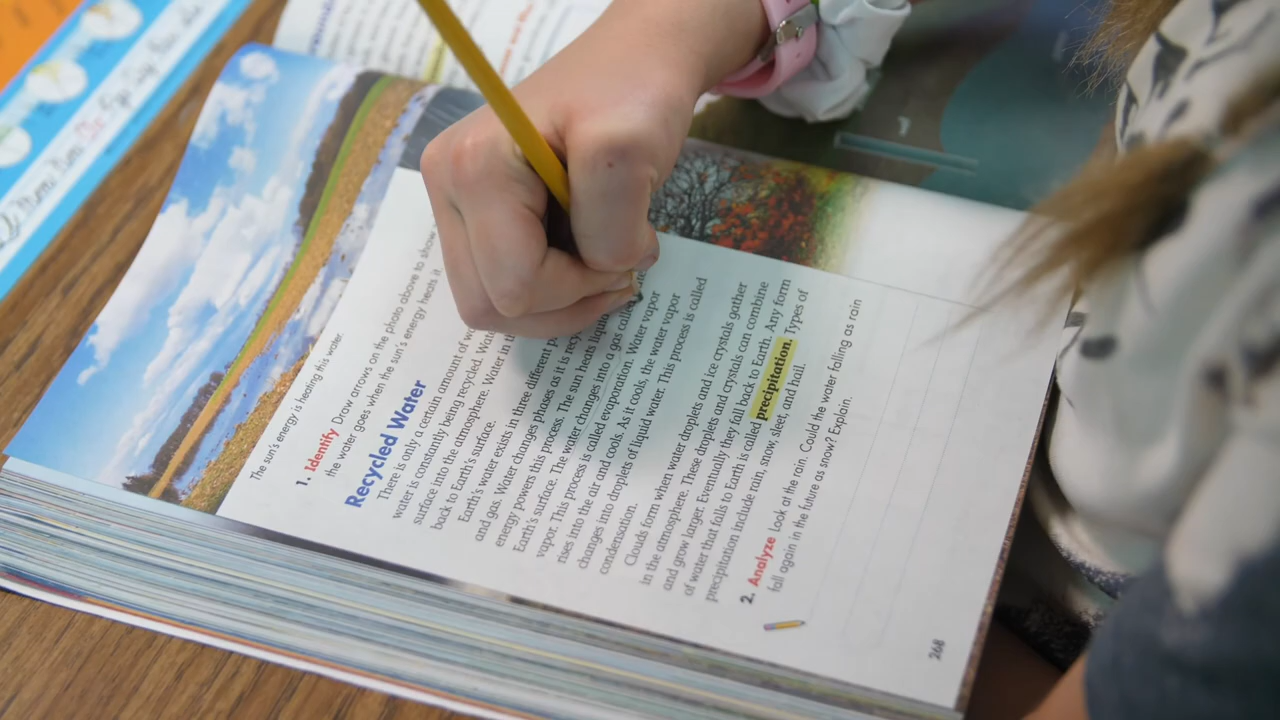 The sun's energy is heating this water.
1. Identify Draw arrows on the photo above to show
the water goes when the sun's energy heats it.
Recycled Water
There is only a certain amount of
water is constantly being recycled.
surface into the atmosphere. Water in
back to Earth's surface.
Earth's water exists in three different
and gas. Water changes phases as it is
energy powers this process. The sun heats liquid
Earth's surface. The water changes into a gas called
vapor. This process is called evaporation. Water vapor
rises into the air and cools. As it cools, the water vapor
changes into droplets of liquid water. This process is called
condensation.
Clouds form when water droplets and ice crystals gather
in the atmosphere. These droplets and crystals can combine
and grow larger. Eventually they fall back to Earth. Any form
of water that falls to Earth is called precipitation. Types of
precipitation include rain, snow, sleet, and hail.
2. Analyze Look at the rain. Could the water falling as rain
fall again in the future as snow? Explain.
268